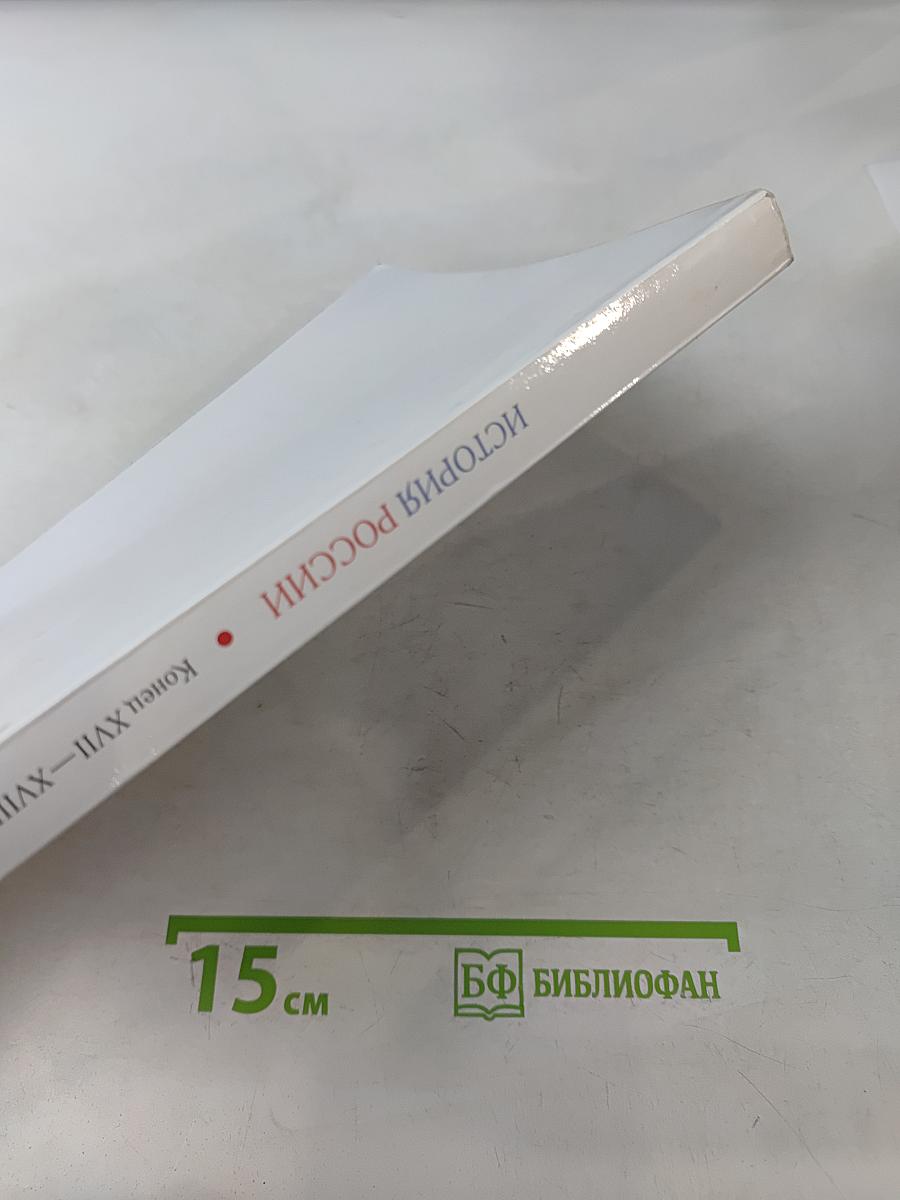 ИСТОРИЯ РОССИИ • Конец XVII—XVIII
15 см
БФ БИБЛИОФАН